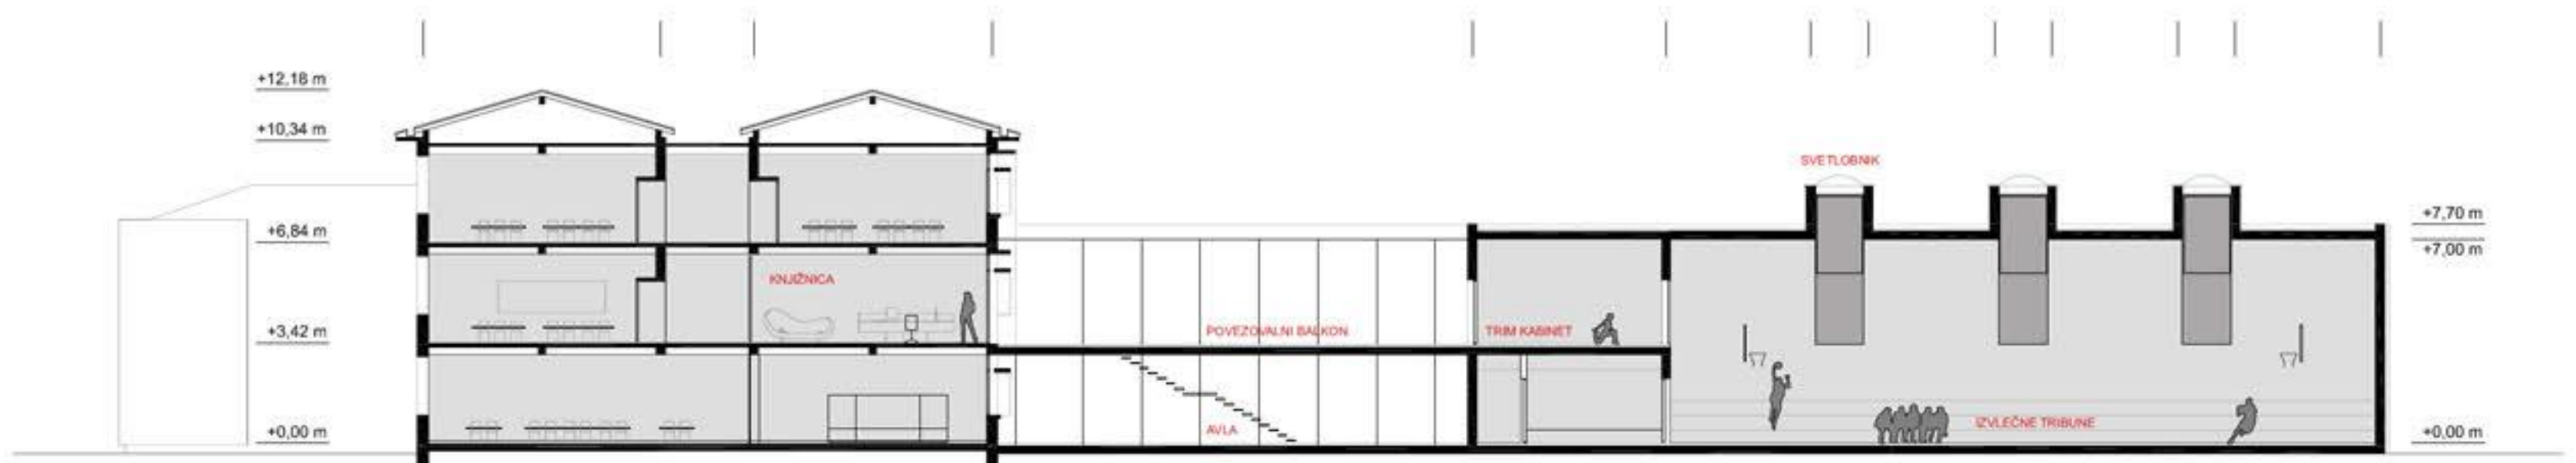 +12,18 m
+10,34 m
SVETLOBNIK
+7,70 m
+6,84 m
+7,00 m
KNJIŽNICA
+3,42 m
POVEZOVALNI BALKON
TRIM KABINET
IZVLEČNE TRIBUNE
AVLA
+0,00 m
+0,00 m